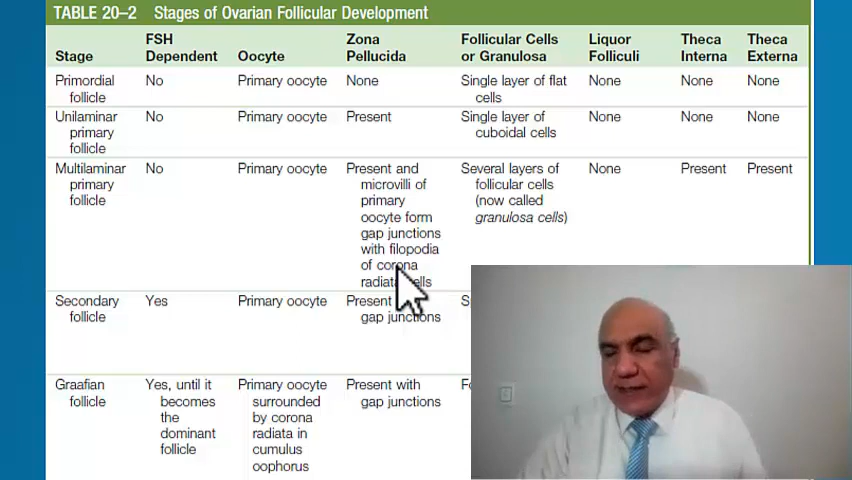 TABLE 20–2 Stages of Ovarian Follicular Development
Stage
FSH
Dependent
Oocyte
Zona
Pellucida
Follicular Cells
or Granulosa
Liquor
Folliculi
Theca
Interna
Theca
Externa
Primordial
follicle
No
Primary oocyte
None
Single layer of flat
cells
None
None
None
Unilaminar
primary
follicle
No
Primary oocyte
Present
Single layer of
cuboidal cells
None
None
None
Multilaminar
primary
follicle
No
Primary oocyte
Present and
microvilli of
primary
oocyte form
gap junctions
with filopodia
of corona
Several layers of
follicular cells
(now called
granulosa cells)
None
Present
Present
Secondary
follicle
Yes
Primary oocyte
Present
gap junctions
Graafian
follicle
Yes, until it
becomes
the
dominant
follicle
Primary oocyte
surrounded
by corona
radiata in
cumulus
oophorus
Present with
gap junctions